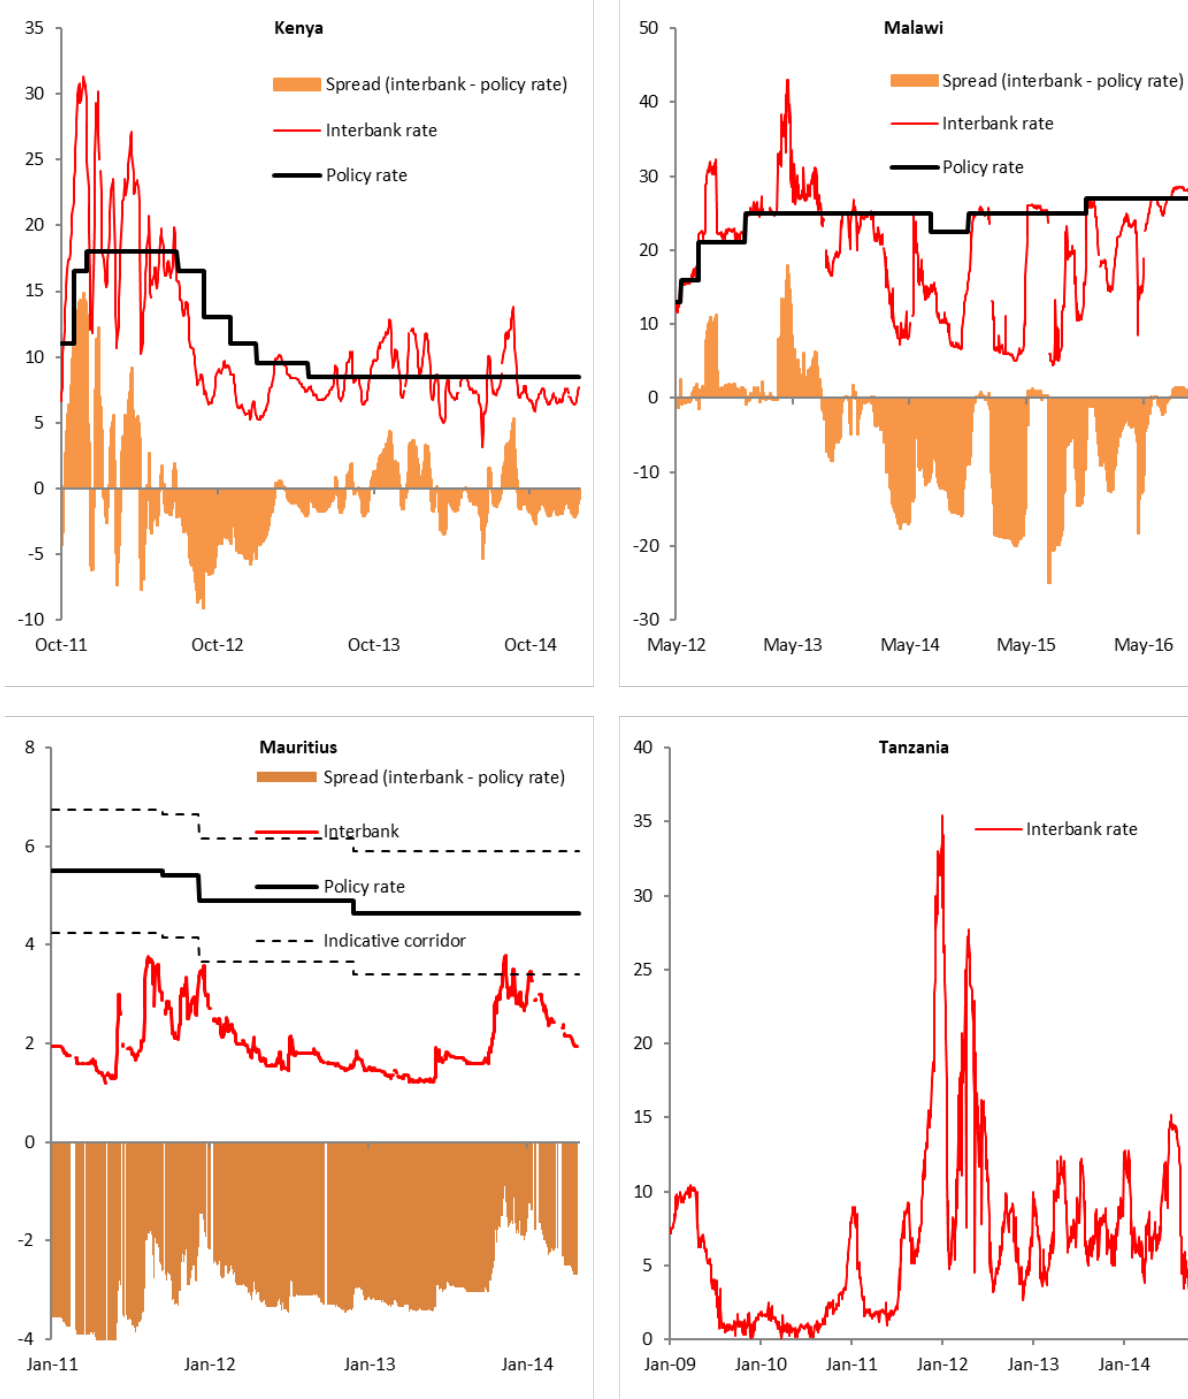 Kenya
35
Spread (interbank - policy rate)
30
Interbank rate
25
Policy rate
20
15
10
5
0
-5
-10
Oct-11 Oct-12 Oct-13 Oct-14
Malawi
50
Spread (interbank - policy rate)
40
Interbank rate
30
Policy rate
20
10
0
-10
-20
-30
May-12 May-13 May-14 May-15 May-16
Mauritius
8
Spread (interbank - policy rate)
Interbank
6
Policy rate
4
Indicative corridor
2
0
-2
-4
Jan-11 Jan-12 Jan-13 Jan-14
Tanzania
40
35
Interbank rate
30
25
20
15
10
5
0
Jan-09 Jan-10 Jan-11 Jan-12 Jan-13 Jan-14